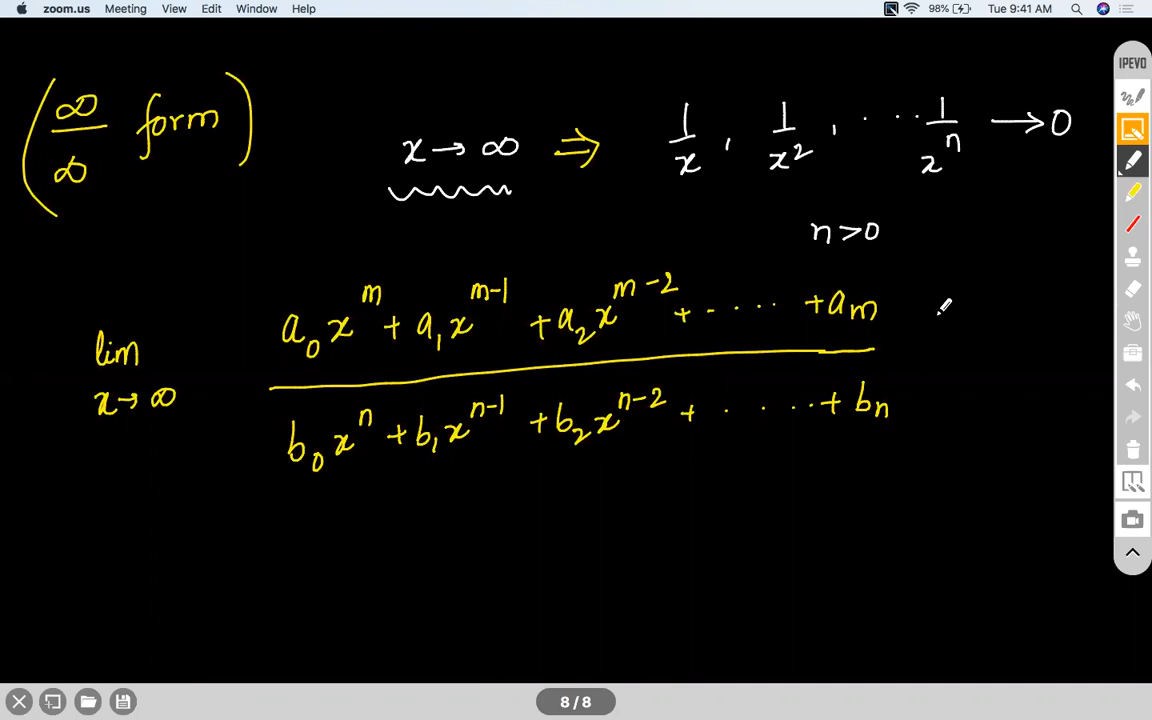 zoom.us Meeting View Edit Window Help 98% Tue 9:41 AM
IPEVO
(∞/∞ form)
x → ∞ ⇒ 1/x, 1/x², · · · 1/xⁿ → 0
n > 0
lim x→∞ (a₀xᵐ + a₁xᵐ⁻¹ + a₂xᵐ⁻² + · · · · + aₘ) / (b₀xⁿ + b₁xⁿ⁻¹ + b₂xⁿ⁻² + · · · · · + bₙ)
8 / 8